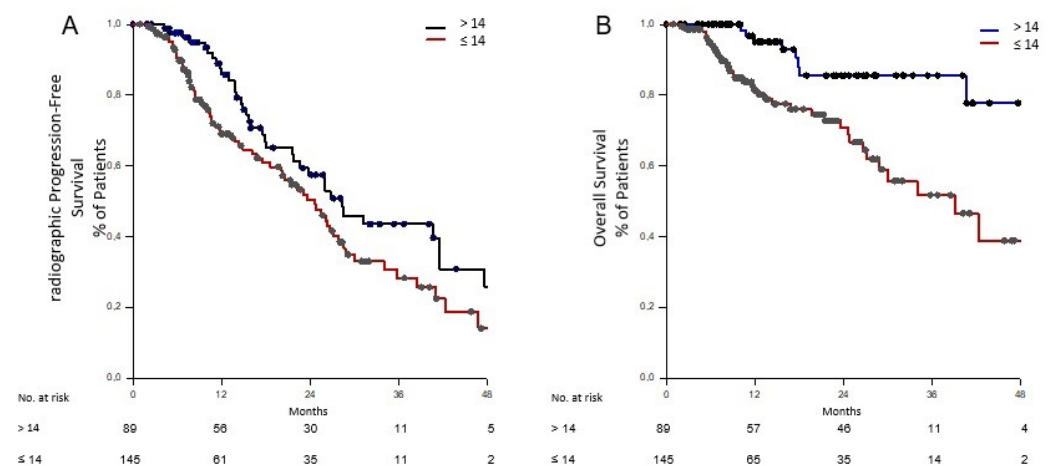 A
> 14
≤ 14
radiographic Progression-Free
Survival
% of Patients
1,0
0,8
0,6
0,4
0,2
0,0
0 12 24 36 48
Months
No. at risk
> 14 89 56 30 11 5
≤ 14 145 61 35 11 2
B
> 14
≤ 14
Overall Survival
% of Patients
1,0
0,8
0,6
0,4
0,2
0,0
0 12 24 36 48
Months
No. at risk
> 14 89 57 46 11 4
≤ 14 145 65 35 14 2